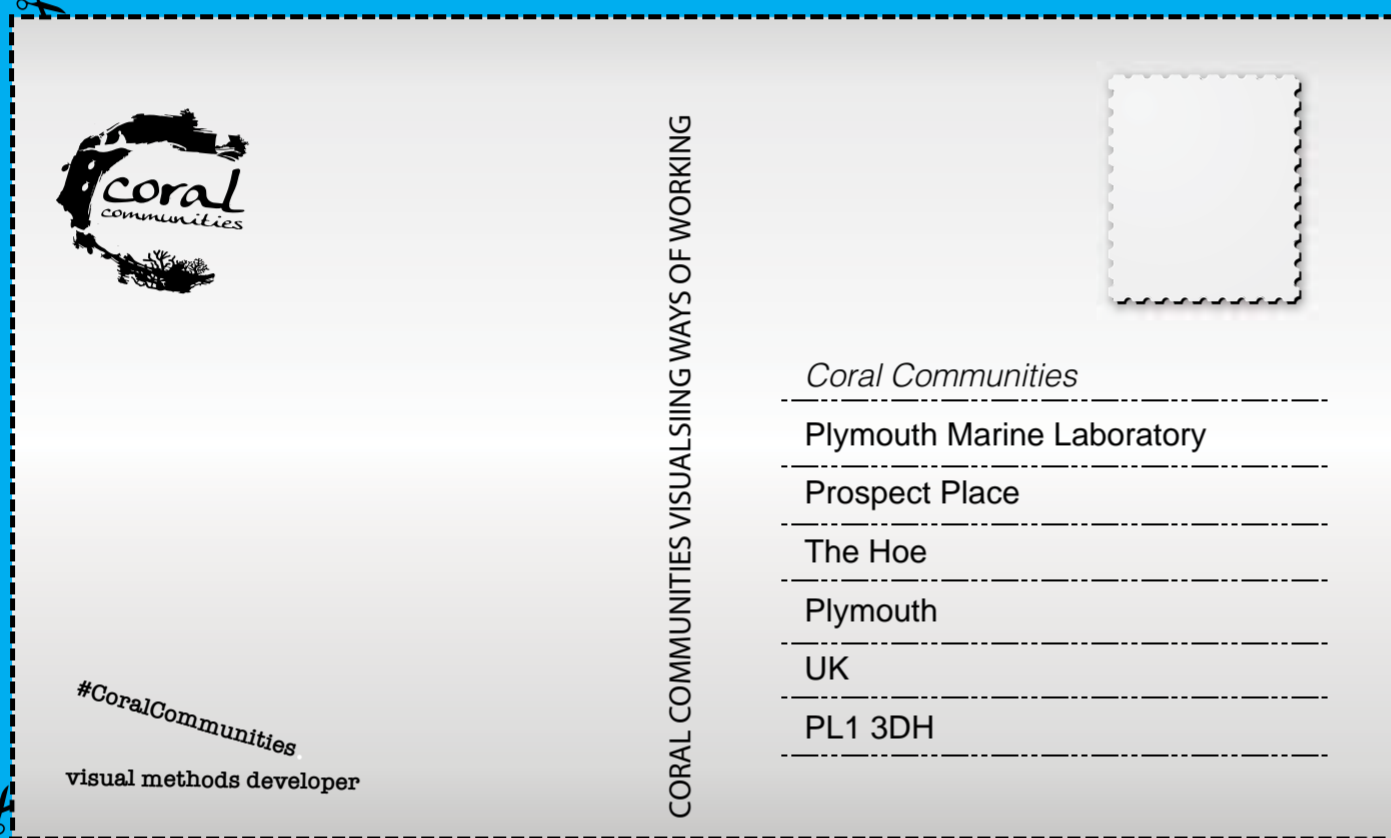 coral
communities
#CoralCommunities.
visual methods developer
CORAL COMMUNITIES VISUALSIING WAYS OF WORKING
Coral Communities
Plymouth Marine Laboratory
Prospect Place
The Hoe
Plymouth
UK
PL1 3DH